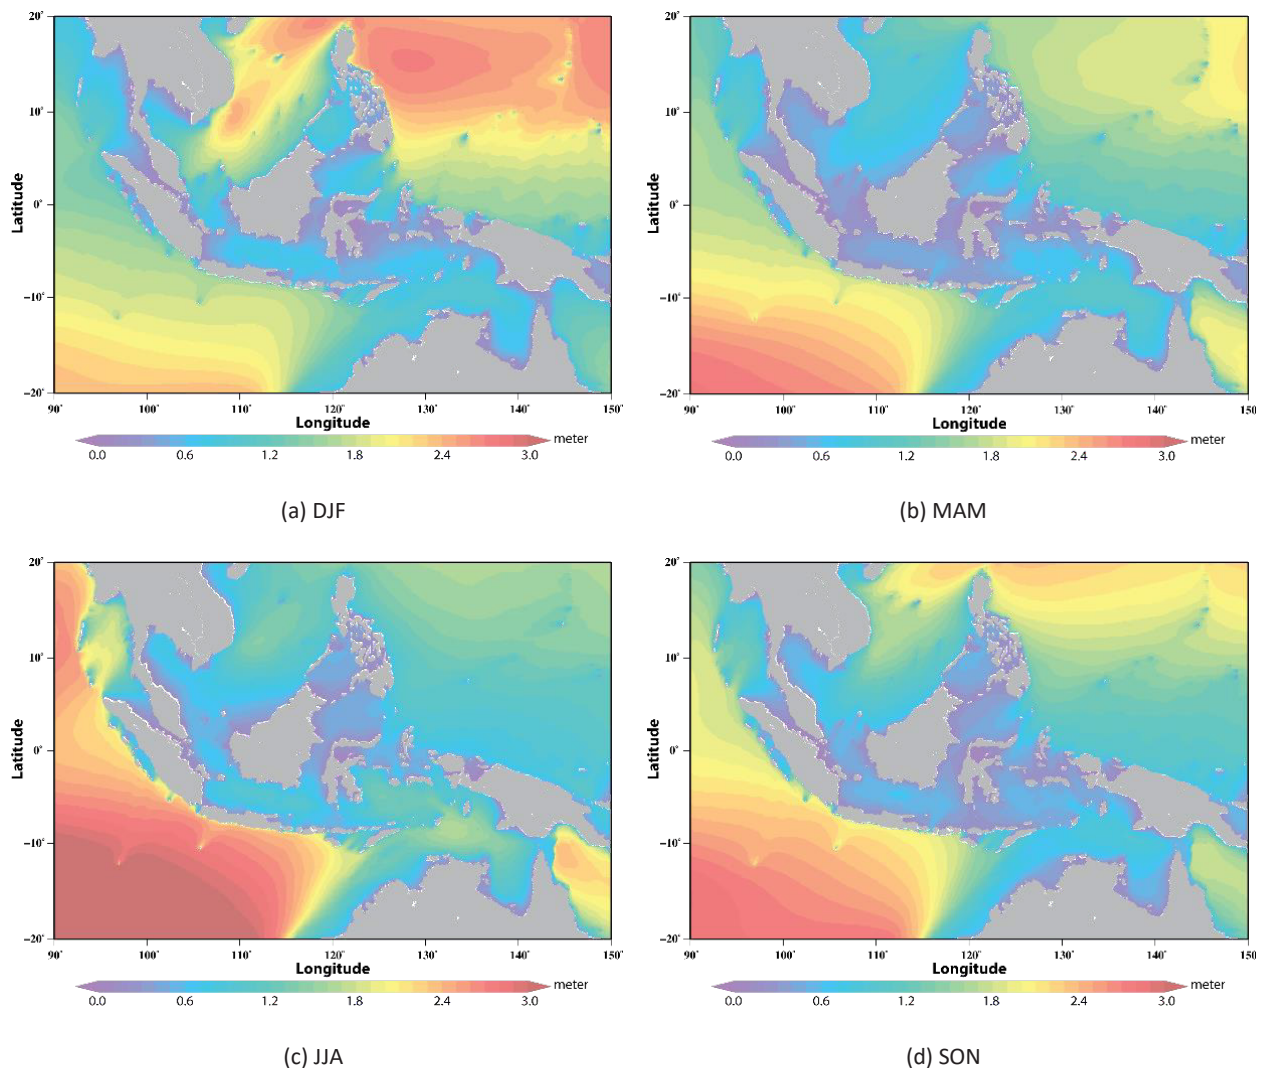 20° 20°
10° 10°
Latitude Latitude
0° 0°
−10° −10°
−20° −20°
90° 100° 110° 120° 130° 140° 150° 90° 100° 110° 120° 130° 140° 150
Longitude Longitude
meter meter
0.0 0.6 1.2 1.8 2.4 3.0 0.0 0.6 1.2 1.8 2.4 3.0
(a) DJF (b) MAM
20° 20°
10° 10°
Latitude Latitude
0° 0°
−10° −10°
−20° −20°
90° 100° 110° 120° 130° 140° 150° 90° 100° 110° 120° 130° 140° 150
Longitude Longitude
meter meter
0.0 0.6 1.2 1.8 2.4 3.0 0.0 0.6 1.2 1.8 2.4 3.0
(c) JJA (d) SON